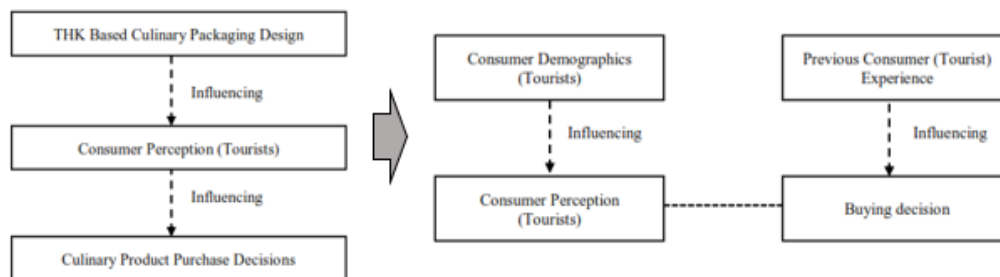 THK Based Culinary Packaging Design
Influencing
Consumer Perception (Tourists)
Influencing
Culinary Product Purchase Decisions
Consumer Demographics
(Tourists)
Influencing
Consumer Perception
(Tourists)
Previous Consumer (Tourist)
Experience
Influencing
Buying decision